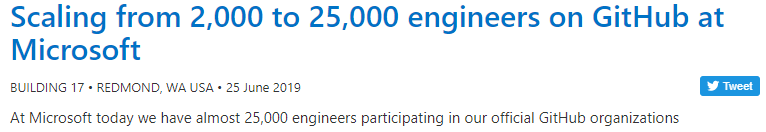 Scaling from 2,000 to 25,000 engineers on GitHub at
Microsoft
BUILDING 17 • REDMOND, WA USA • 25 June 2019
Tweet
At Microsoft today we have almost 25,000 engineers participating in our official GitHub organizations